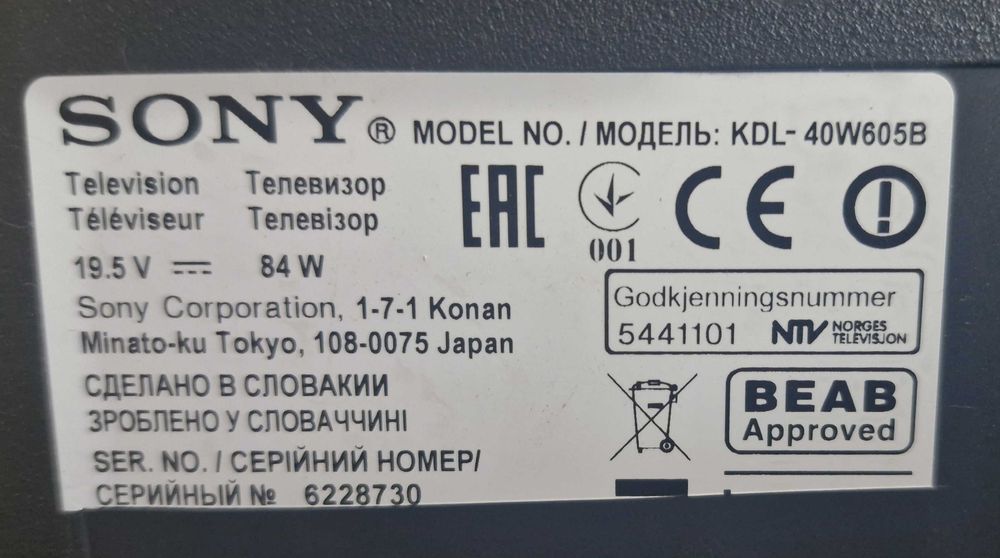 SONY® MODEL NO. / МОДЕЛЬ: KDL- 40W605B
Television Телевизор
Téléviseur Телевізор
19.5 V ⎓ 84 W
Sony Corporation, 1-7-1 Konan
Minato-ku Tokyo, 108-0075 Japan
СДЕЛАНО В СЛОВАКИИ
ЗРОБЛЕНО У СЛОВАЧЧИНІ
SER. NO. / СЕРІЙНИЙ НОМЕР/
СЕРИЙНЫЙ № 6228730
EAC
001
CE
Godkjenningsnummer
5441101 NTV NORGES
TELEVISJON
BEAB
Approved